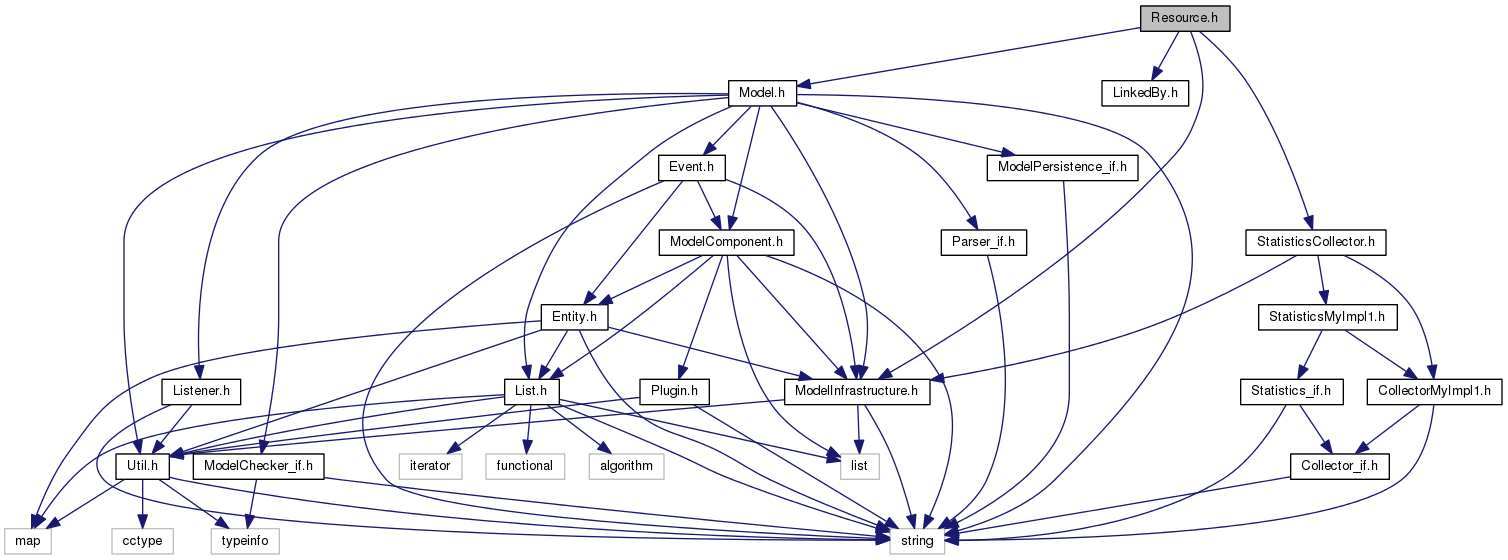 Resource.h
Model.h
LinkedBy.h
Event.h
ModelPersistence_if.h
ModelComponent.h
Parser_if.h
StatisticsCollector.h
Entity.h
StatisticsMyImpl1.h
Listener.h
List.h
Plugin.h
ModelInfrastructure.h
Statistics_if.h
CollectorMyImpl1.h
Util.h
ModelChecker_if.h
iterator
functional
algorithm
list
Collector_if.h
map
cctype
typeinfo
string